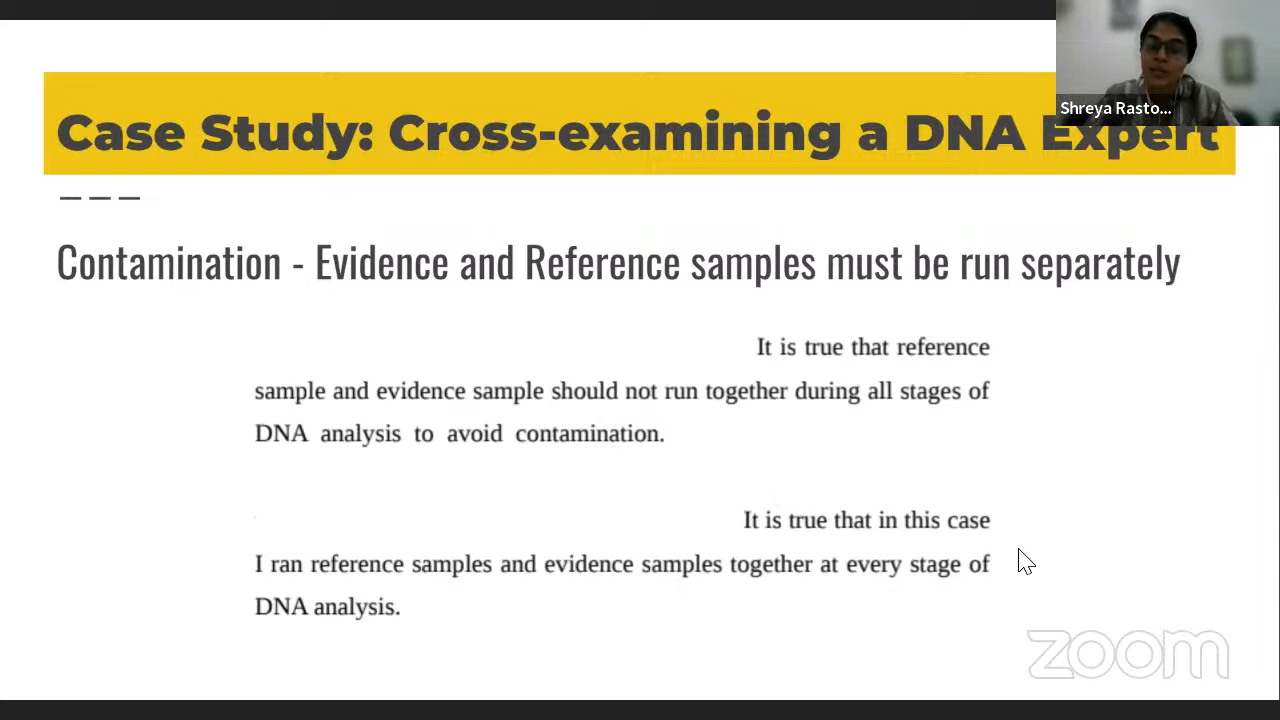 Shreya Rasto...
Case Study: Cross-examining a DNA Expert
Contamination - Evidence and Reference samples must be run separately
It is true that reference
sample and evidence sample should not run together during all stages of
DNA analysis to avoid contamination.
It is true that in this case
I ran reference samples and evidence samples together at every stage of
DNA analysis.
zoom